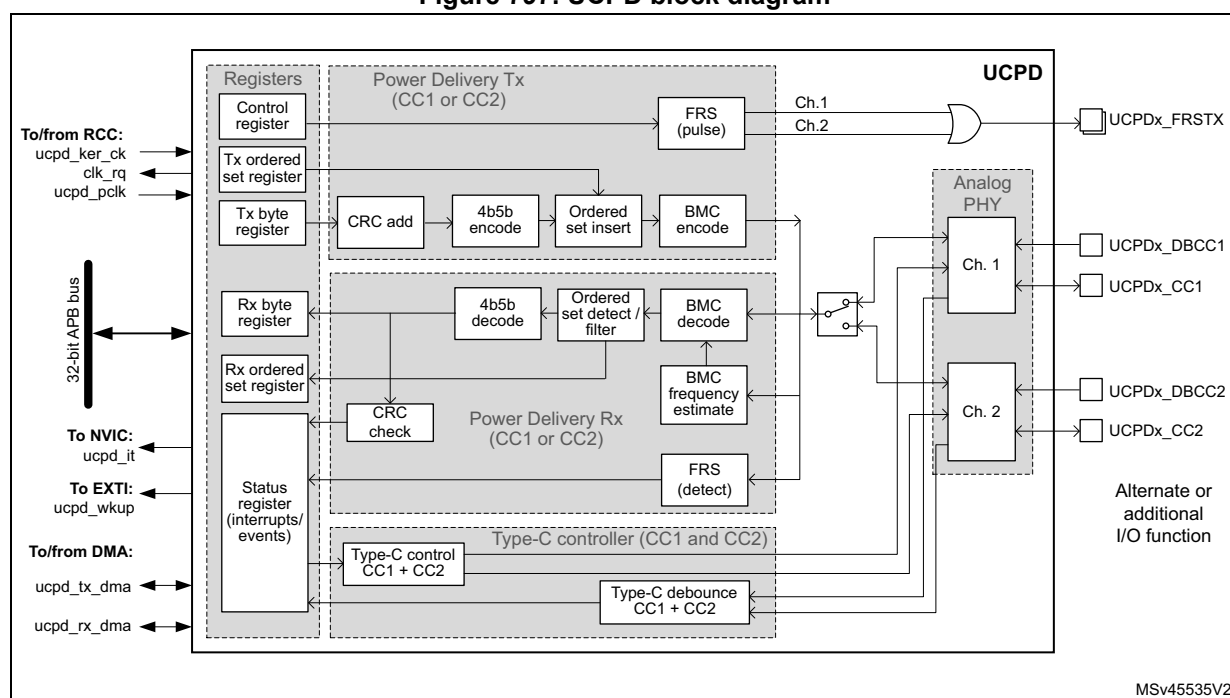 UCPD
Registers
Control
register
Tx ordered
set register
Tx byte
register
Rx byte
register
Rx ordered
set register
Status
register
(interrupts/
events)
Power Delivery Tx
(CC1 or CC2)
FRS
(pulse)
Ch.1
Ch.2
CRC add
4b5b
encode
Ordered
set insert
BMC
encode
4b5b
decode
Ordered
set detect /
filter
BMC
decode
BMC
frequency
estimate
CRC
check
Power Delivery Rx
(CC1 or CC2)
FRS
(detect)
Type-C controller (CC1 and CC2)
Type-C control
CC1 + CC2
Type-C debounce
CC1 + CC2
Analog
PHY
Ch. 1
Ch. 2
To/from RCC:
ucpd_ker_ck
clk_rq
ucpd_pclk
32-bit APB bus
To NVIC:
ucpd_it
To EXTI:
ucpd_wkup
To/from DMA:
ucpd_tx_dma
ucpd_rx_dma
UCPDx_FRSTX
UCPDx_DBCC1
UCPDx_CC1
UCPDx_DBCC2
UCPDx_CC2
Alternate or
additional
I/O function
MSv45535V2